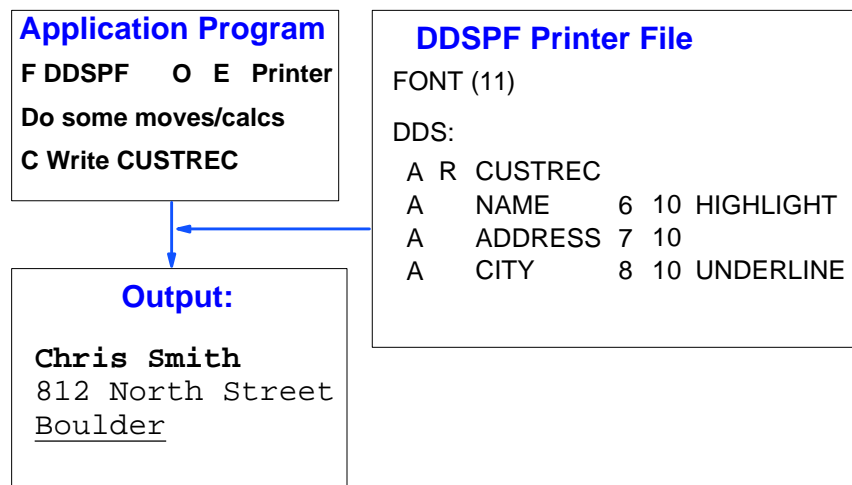 Application Program
F DDSPF O E Printer
Do some moves/calcs
C Write CUSTREC
DDSPF Printer File
FONT (11)
DDS:
A R CUSTREC
A NAME 6 10 HIGHLIGHT
A ADDRESS 7 10
A CITY 8 10 UNDERLINE
Output:
Chris Smith
812 North Street
Boulder